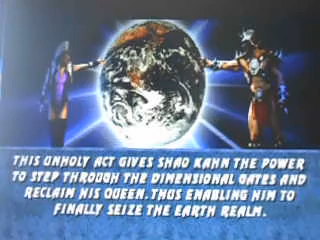 THIS UNHOLY ACT GIVES SHAO KAHN THE POWER
TO STEP THROUGH THE DIMENSIONAL GATES AND
RECLAIM HIS QUEEN. THUS ENABLING HIM TO
FINALLY SEIZE THE EARTH REALM.